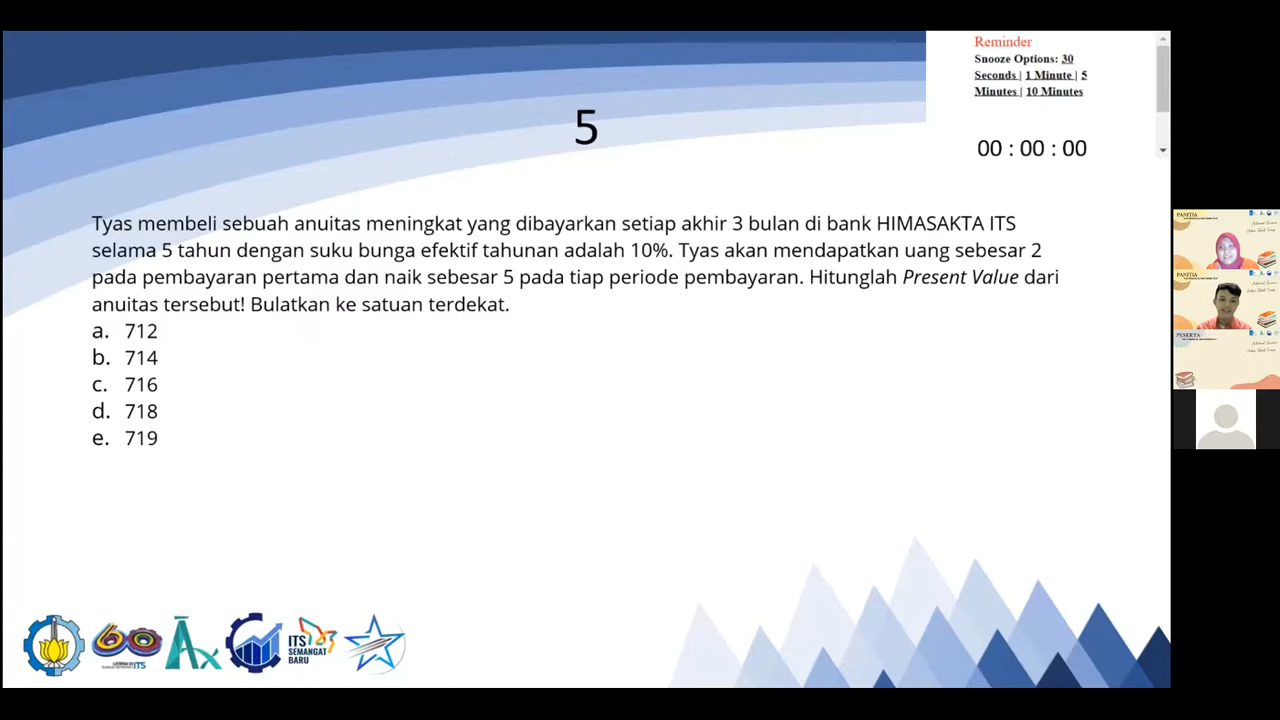 Reminder
Snooze Options: 30
Seconds | 1 Minute | 5
Minutes | 10 Minutes
00 : 00 : 00
5
Tyas membeli sebuah anuitas meningkat yang dibayarkan setiap akhir 3 bulan di bank HIMASAKTA ITS
selama 5 tahun dengan suku bunga efektif tahunan adalah 10%. Tyas akan mendapatkan uang sebesar 2
pada pembayaran pertama dan naik sebesar 5 pada tiap periode pembayaran. Hitunglah Present Value dari
anuitas tersebut! Bulatkan ke satuan terdekat.
a. 712
b. 714
c. 716
d. 718
e. 719
PANITIA
PANITIA
PESERTA
ITS
SEMANGAT
BARU